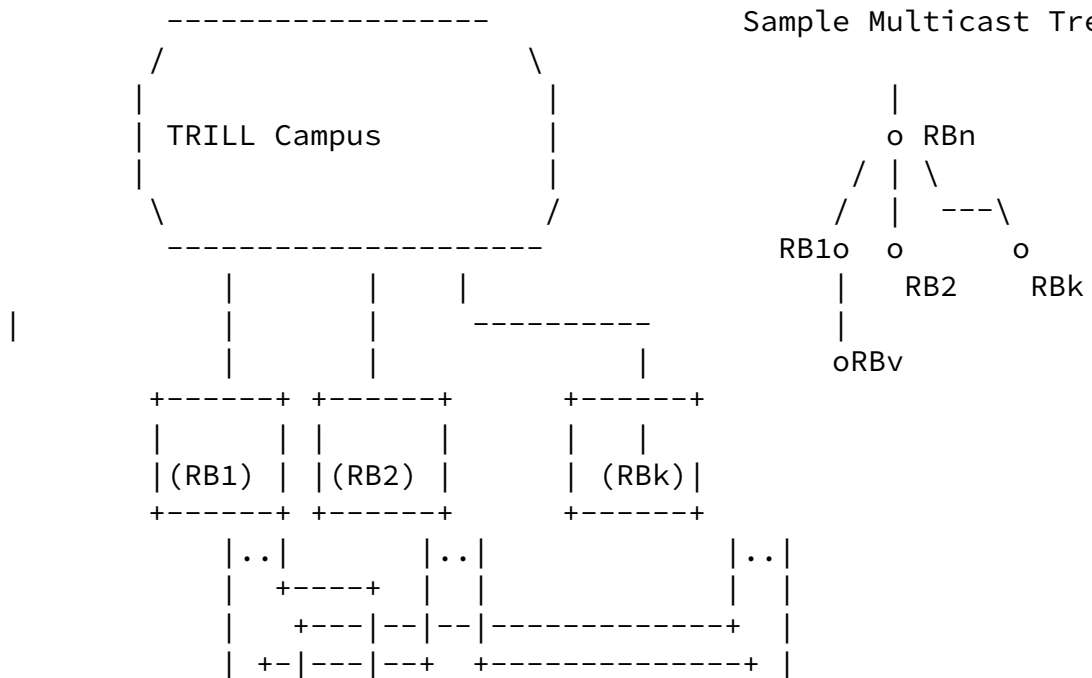 Sample Multicast Tre
TRILL Campus
o RBn
RB1o o o
RB2 RBk
oRBv
(RB1) (RB2) (RBk)